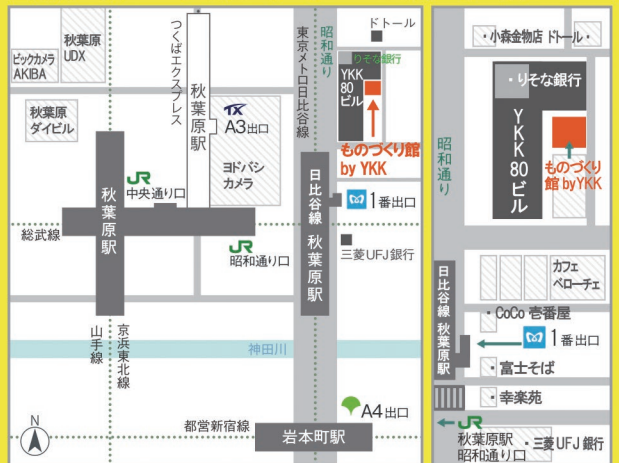 ビックカメラ
AKIBA
秋葉原
UDX
つくばエクスプレス
秋葉原駅
TX
A3出口
秋葉原
ダイビル
ヨドバシ
カメラ
東京メトロ日比谷線
昭和通り
ドトール
りそな銀行
YKK
80
ビル
ものづくり館
by YKK
JR
中央通り口
秋葉原駅
総武線
JR
昭和通り口
日比谷線 秋葉原駅
1番出口
三菱UFJ銀行
山手線
京浜東北線
神田川
A4出口
都営新宿線
岩本町駅
N
・小森金物店
ドトール・
・りそな銀行
YKK80ビル
昭和通り
ものづくり
館 by YKK
カフェ
ベローチェ
日比谷線 秋葉原駅
・CoCo 壱番屋
1番出口
・富士そば
・幸楽苑
JR
秋葉原駅
昭和通り口
・三菱UFJ銀行